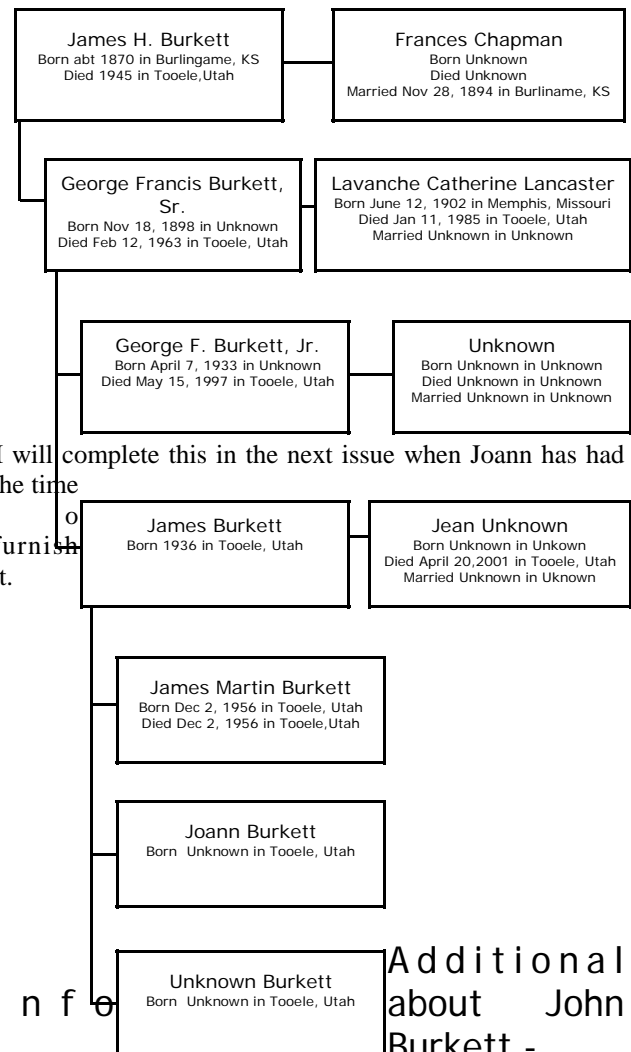 James H. Burkett
Born abt 1870 in Burlingame, KS
Died 1945 in Tooele,Utah
Frances Chapman
Born Unknown
Died Unknown
Married Nov 28, 1894 in Burliname, KS
George Francis Burkett,
Sr.
Born Nov 18, 1898 in Unknown
Died Feb 12, 1963 in Tooele, Utah
Lavanche Catherine Lancaster
Born June 12, 1902 in Memphis, Missouri
Died Jan 11, 1985 in Tooele, Utah
Married Unknown in Unknown
George F. Burkett, Jr.
Born April 7, 1933 in Unknown
Died May 15, 1997 in Tooele, Utah
Unknown
Born Unknown in Unknown
Died Unknown in Unknown
Married Unknown in Unknown
I will complete this in the next issue when Joann has had
he time
o
furnish
t.
James Burkett
Born 1936 in Tooele, Utah
Jean Unknown
Born Unknown in Unkown
Died April 20,2001 in Tooele, Utah
Married Unknown in Uknown
James Martin Burkett
Born Dec 2, 1956 in Tooele, Utah
Died Dec 2, 1956 in Tooele,Utah
Joann Burkett
Born Unknown in Tooele, Utah
Unknown Burkett
Born Unknown in Tooele, Utah
Additional
nfo about John
Burkett -